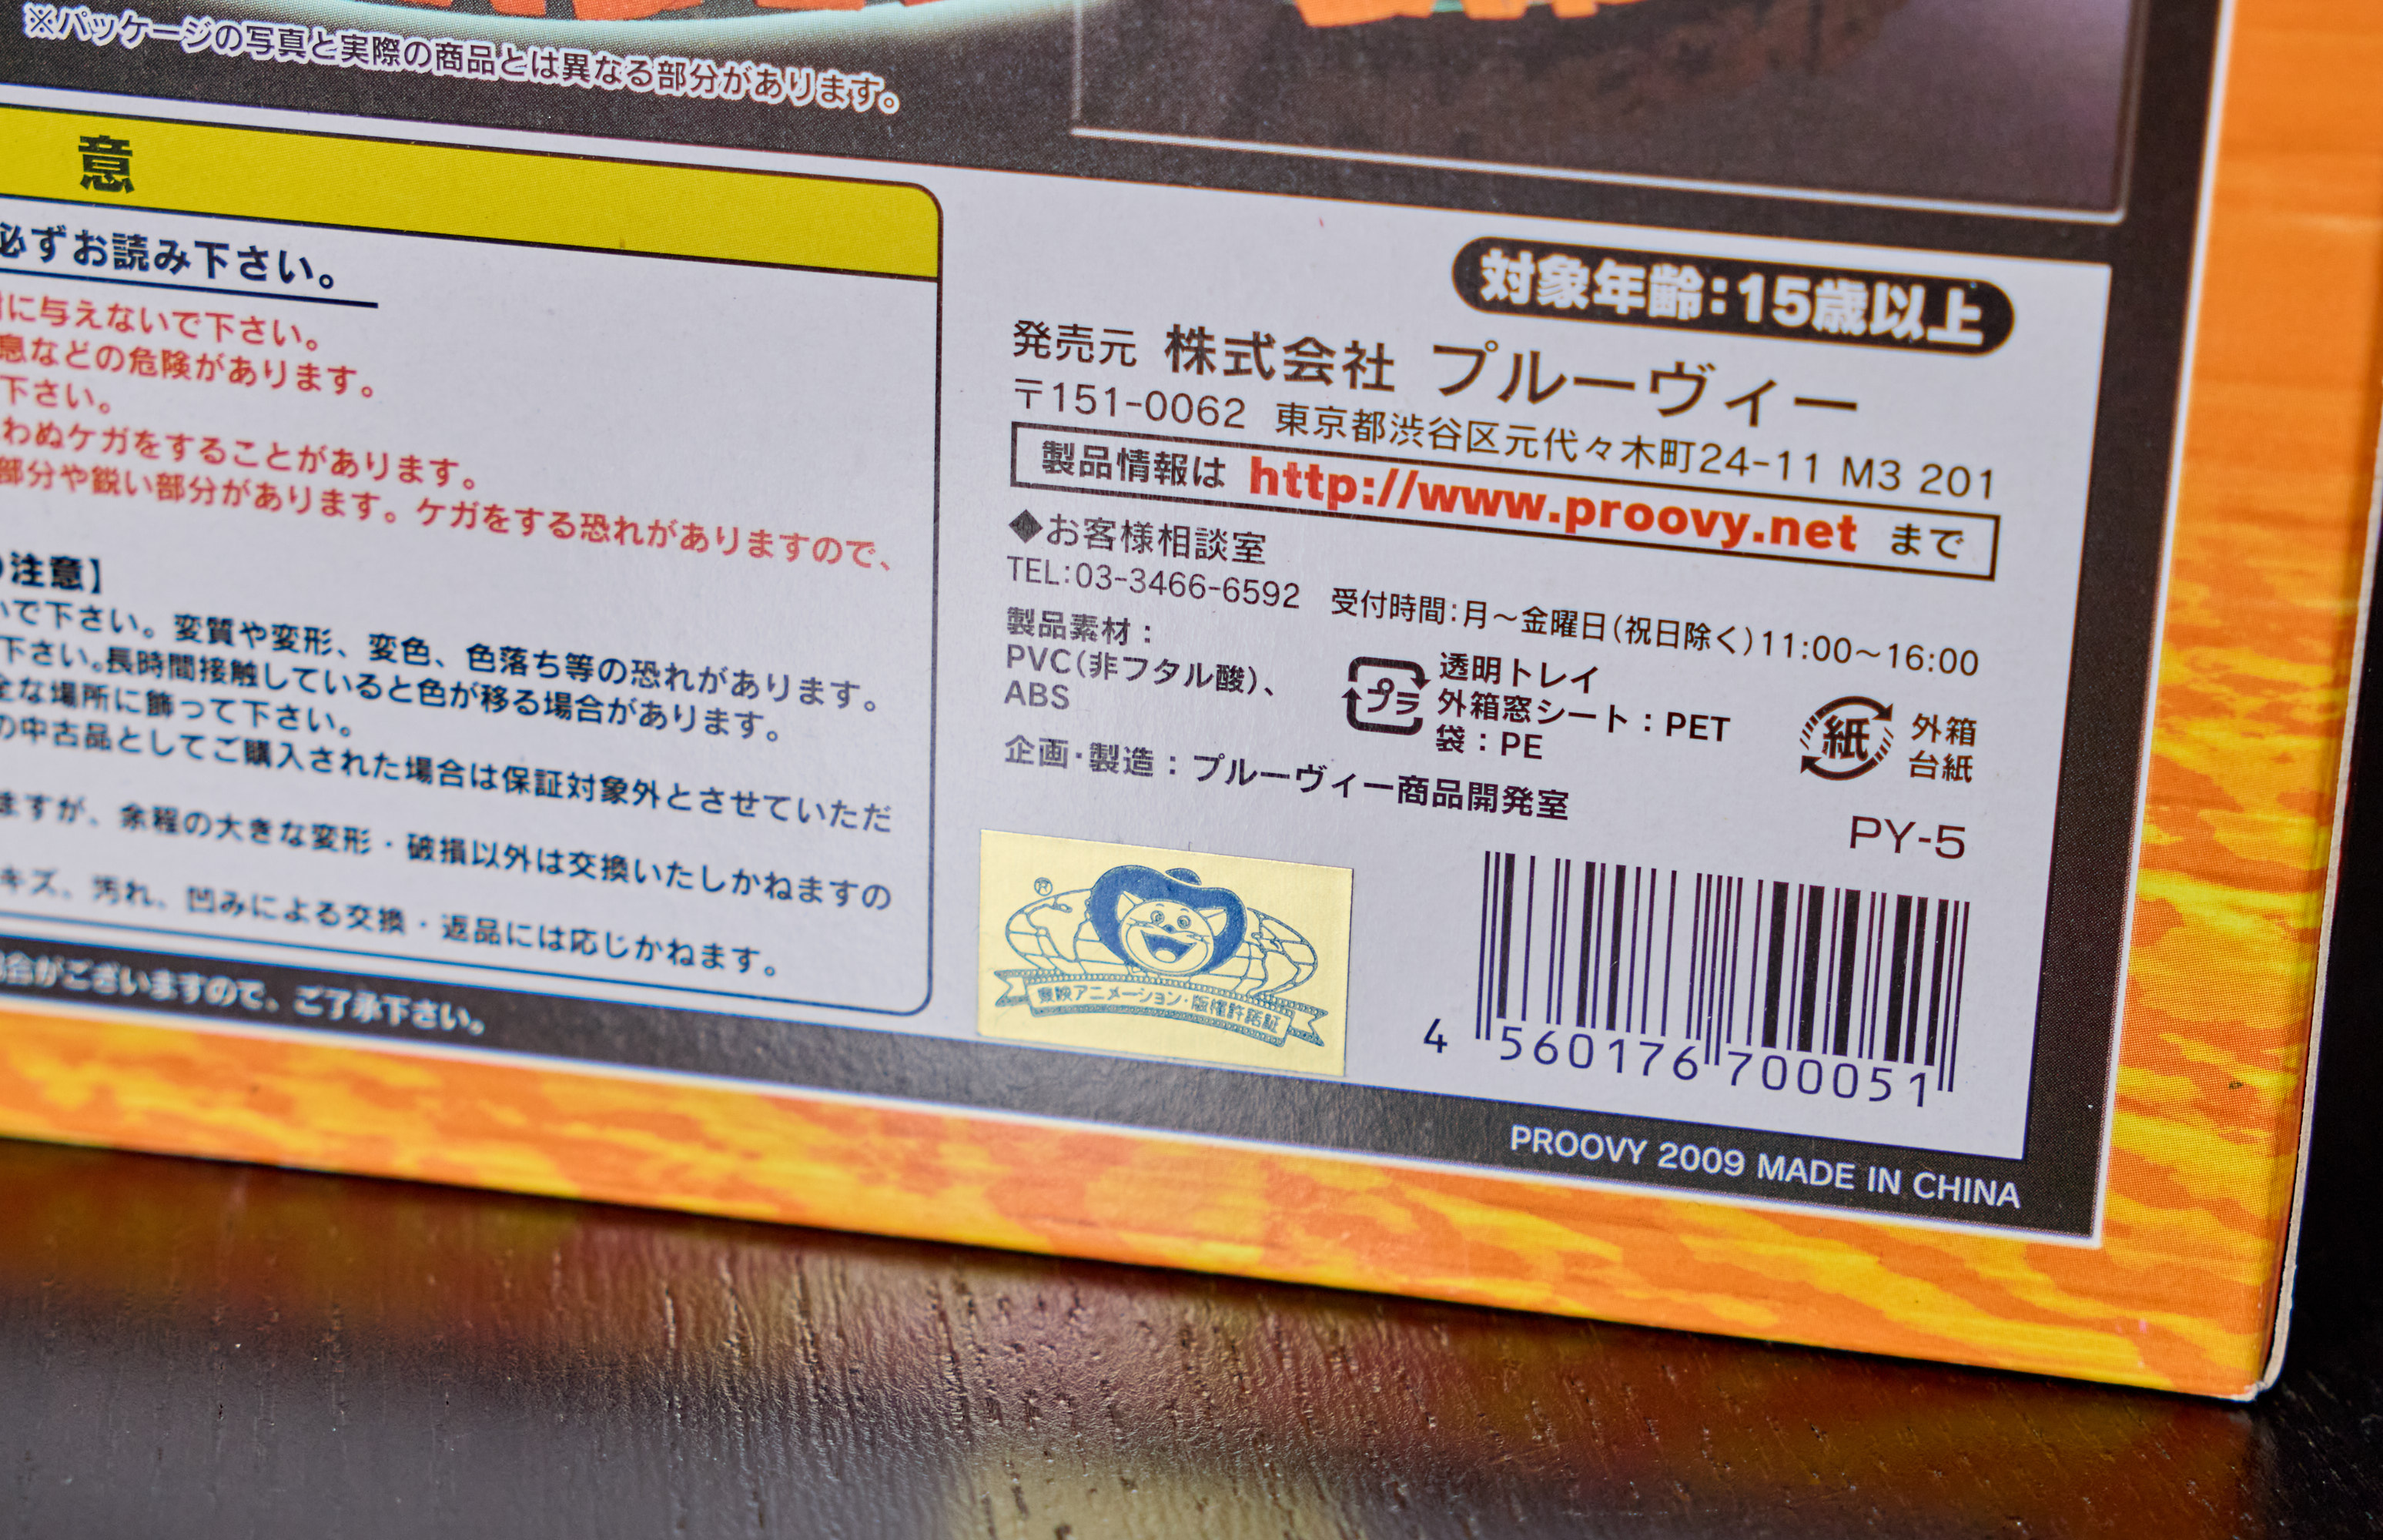 ※パッケージの写真と実際の商品とは異なる部分があります。
意
必ずお読み下さい。
に与えないで下さい。
息などの危険があります。
下さい。
わぬケガをすることがあります。
部分や鋭い部分があります。ケガをする恐れがありますので、
の注意】
いで下さい。変質や変形、変色、色落ち等の恐れがあります。
下さい。長時間接触していると色が移る場合があります。
全な場所に飾って下さい。
の中古品としてご購入された場合は保証対象外とさせていただ
ますが、余程の大きな変形・破損以外は交換いたしかねますの
キズ、汚れ、凹みによる交換・返品には応じかねます。
合がございますので、ご了承下さい。
対象年齢:15歳以上
発売元 株式会社 プルーヴィー
〒151-0062 東京都渋谷区元代々木町24-11 M3 201
製品情報は http://www.proovy.net まで
◆お客様相談室
TEL:03-3466-6592 受付時間:月～金曜日(祝日除く)11:00～16:00
製品素材:
PVC(非フタル酸)、
ABS
プラ
透明トレイ
外箱窓シート:PET
袋:PE
紙
外箱
台紙
企画・製造:プルーヴィー商品開発室
PY-5
®
東映アニメーション・版権許諾証
4 560176 700051
PROOVY 2009 MADE IN CHINA